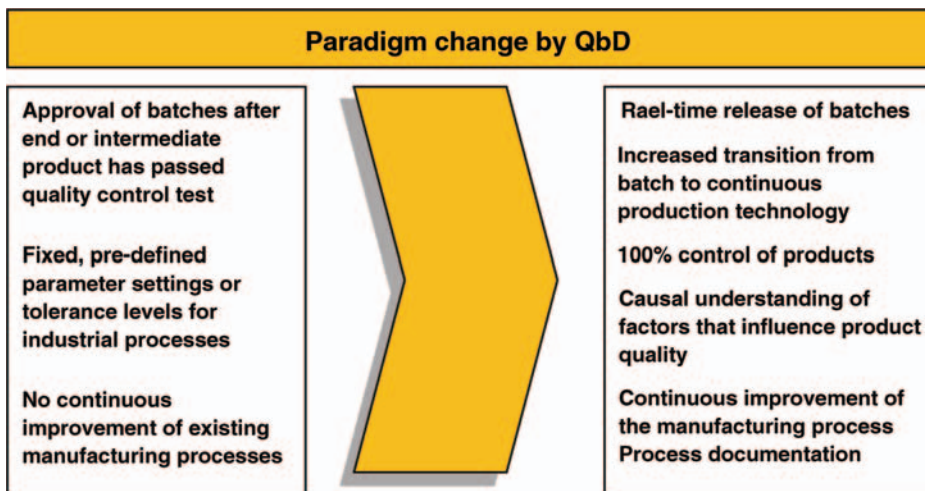 Paradigm change by QbD
Approval of batches after
end or intermediate
product has passed
quality control test
Fixed, pre-defined
parameter settings or
tolerance levels for
industrial processes
No continuous
improvement of existing
manufacturing processes
Rael-time release of batches
Increased transition from
batch to continuous
production technology
100% control of products
Causal understanding of
factors that influence product
quality
Continuous improvement of
the manufacturing process
Process documentation